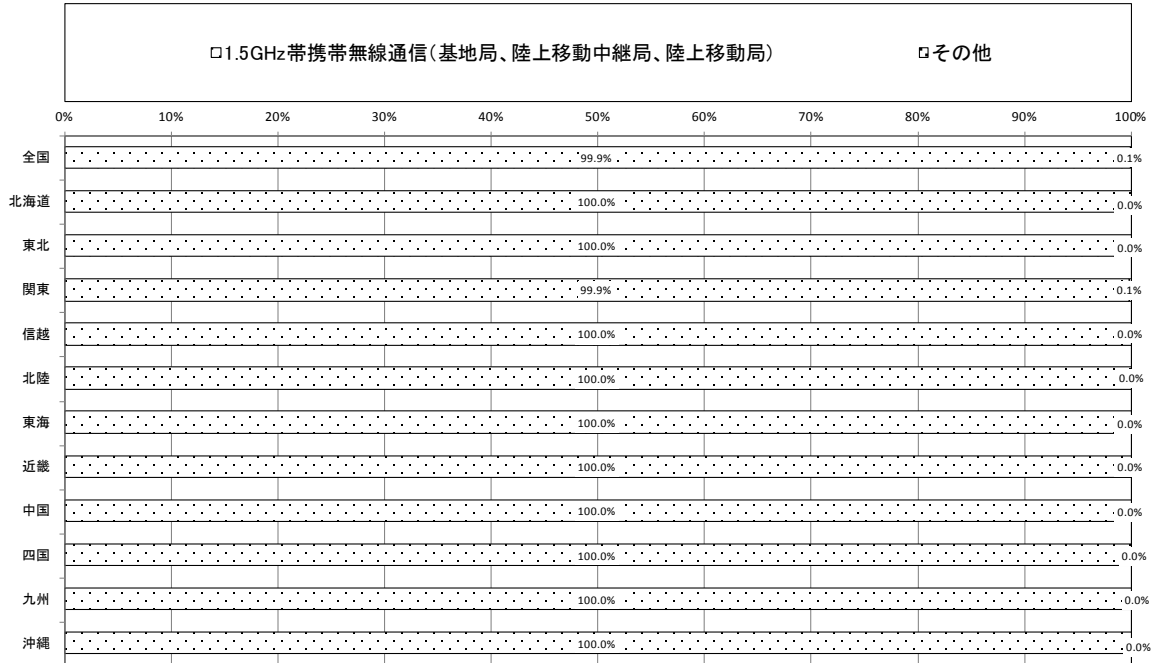 1.5GHz帯携帯無線通信(基地局、陸上移動中継局、陸上移動局) その他
0% 10% 20% 30% 40% 50% 60% 70% 80% 90% 100%
全国 99.9% 0.1%
北海道 100.0% 0.0%
東北 100.0% 0.0%
関東 99.9% 0.1%
信越 100.0% 0.0%
北陸 100.0% 0.0%
東海 100.0% 0.0%
近畿 100.0% 0.0%
中国 100.0% 0.0%
四国 100.0% 0.0%
九州 100.0% 0.0%
沖縄 100.0% 0.0%